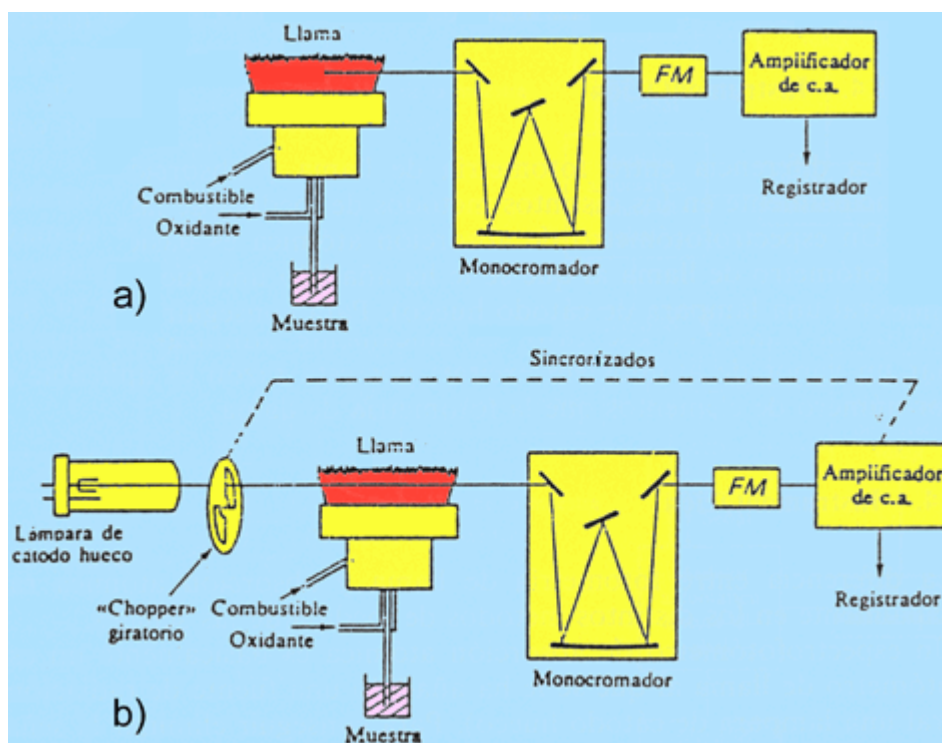 Llama
FM
Amplificador
de c.a.
Combustible
Oxidante
Registrador
Monocromador
a)
Muestra
Sincronizados
Llama
FM
Amplificador
de c.a.
Lámpara de
catodo hueco
«Chopper»
giratorio
Combustible
Oxidante
Registrador
Monocromador
b)
Muestra